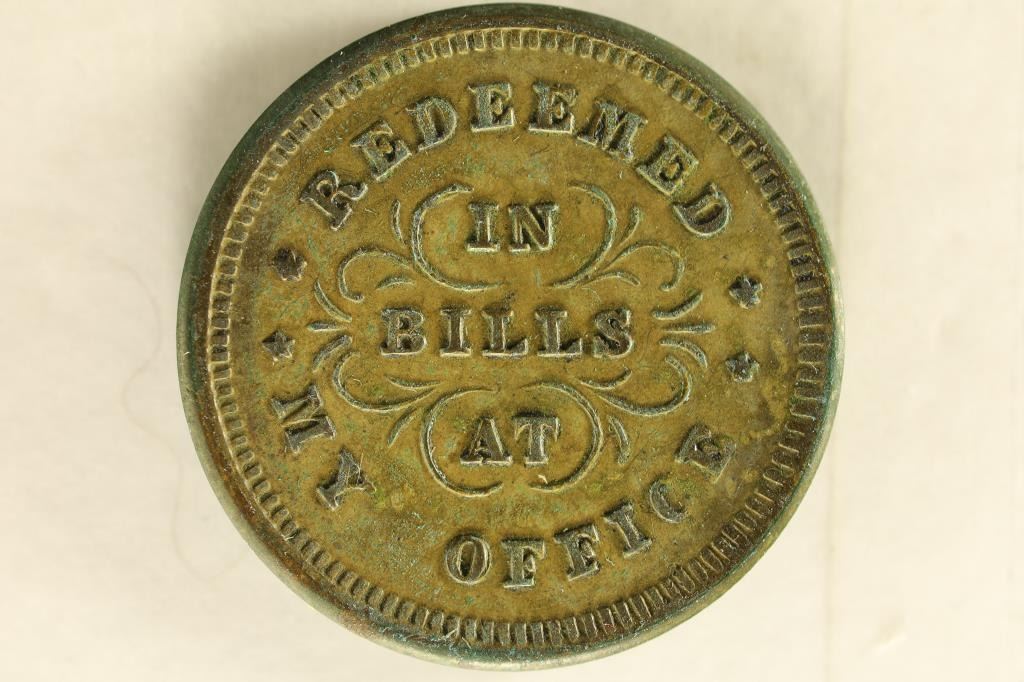 REDEEMED
IN
BILLS
AT
MY OFFICE